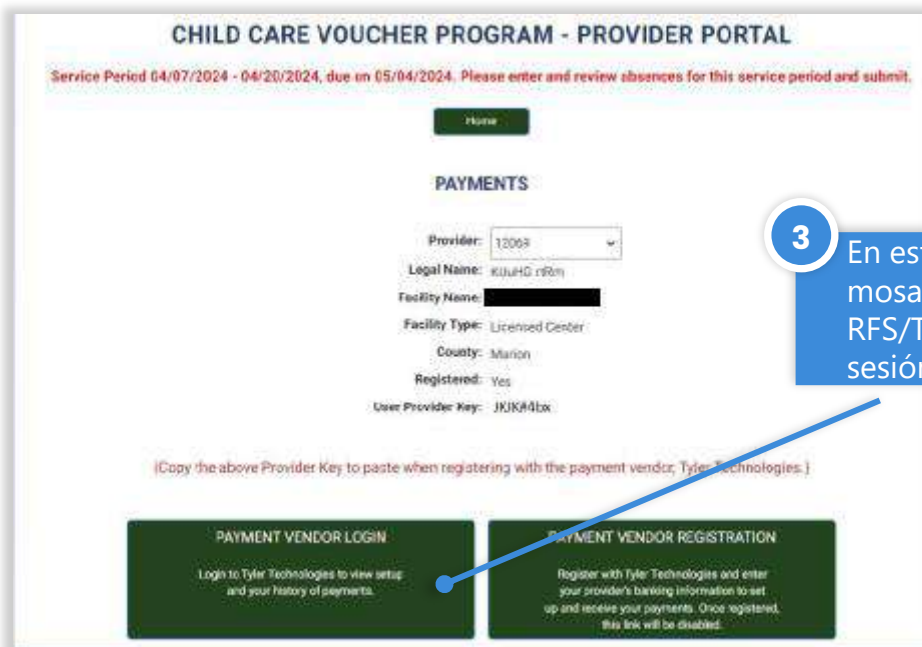 CHILD CARE VOUCHER PROGRAM - PROVIDER PORTAL
Service Period 04/07/2024 - 04/20/2024, due on 05/04/2024. Please enter and review absences for this service period and submit.
Home
PAYMENTS
Provider: 12069
Legal Name:
Facility Name:
Facility Type: Licensed Center
County: Marion
Registered: Yes
User Provider Key:
(Copy the above Provider Key to paste when registering with the payment vendor, Tyler Technologies.)
PAYMENT VENDOR LOGIN
Login to Tyler Technologies to view setup
and your history of payments.
PAYMENT VENDOR REGISTRATION
Register with Tyler Technologies and enter
your provider's banking information to set
up and receive your payments. Once registered,
this link will be disabled.
3
En est
mosa
RFS/T
sesión